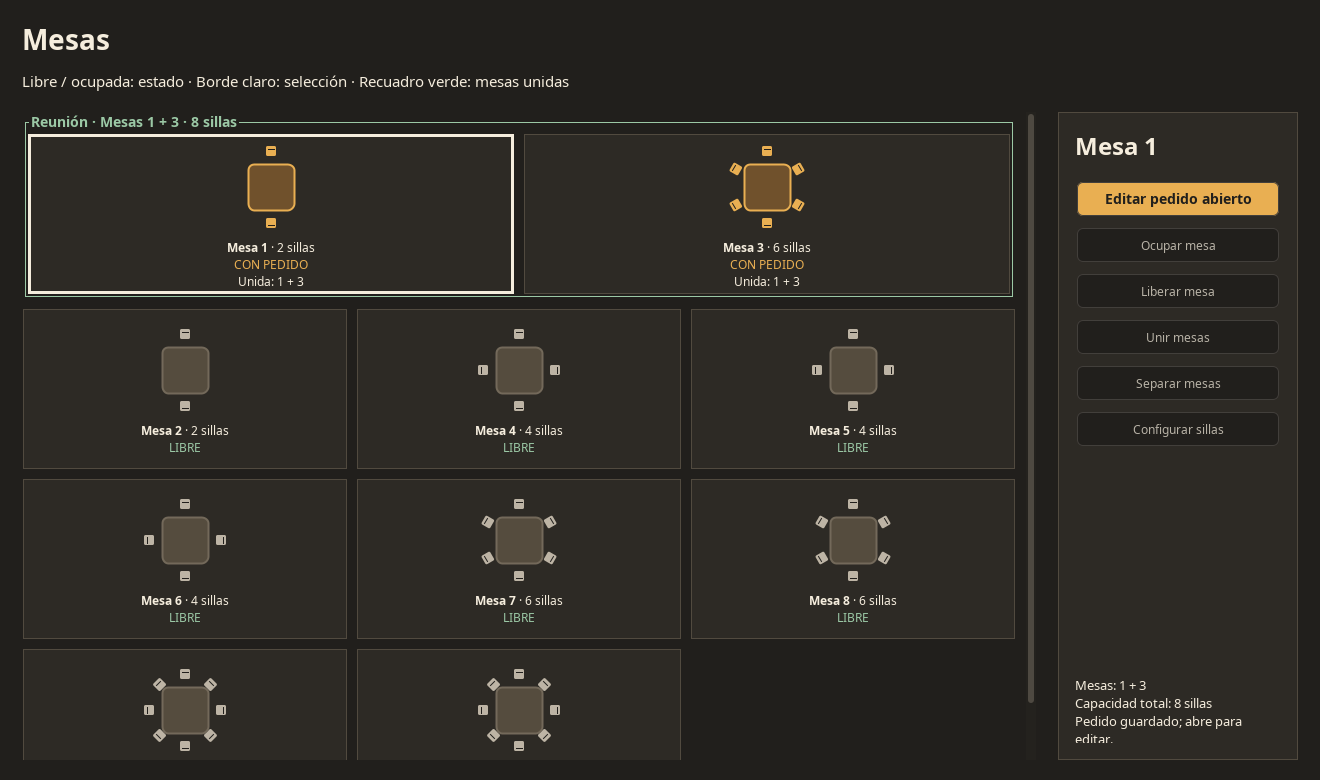 Mesas
Libre / ocupada: estado · Borde claro: selección · Recuadro verde: mesas unidas
Reunión · Mesas 1 + 3 · 8 sillas
Mesa 1 · 2 sillas
CON PEDIDO
Unida: 1 + 3
Mesa 3 · 6 sillas
CON PEDIDO
Unida: 1 + 3
Mesa 2 · 2 sillas
LIBRE
Mesa 4 · 4 sillas
LIBRE
Mesa 5 · 4 sillas
LIBRE
Mesa 6 · 4 sillas
LIBRE
Mesa 7 · 6 sillas
LIBRE
Mesa 8 · 6 sillas
LIBRE
Mesa 1
Editar pedido abierto
Ocupar mesa
Liberar mesa
Unir mesas
Separar mesas
Configurar sillas
Mesas: 1 + 3
Capacidad total: 8 sillas
Pedido guardado; abre para
editar.